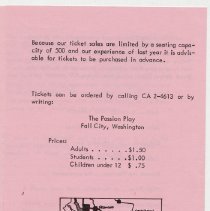 Because our ticket sales are limited by a seating capa-
city of 500 and our experience of last year it is advis-
able for tickets to be purchased in advance.
Tickets can be ordered by calling CA 2-4613 or by
writing:
The Passion Play
Fall City, Washington
Prices:
Adults . . . . . . $1.50
Students . . . . . $1.00
Children under 12 $ .75